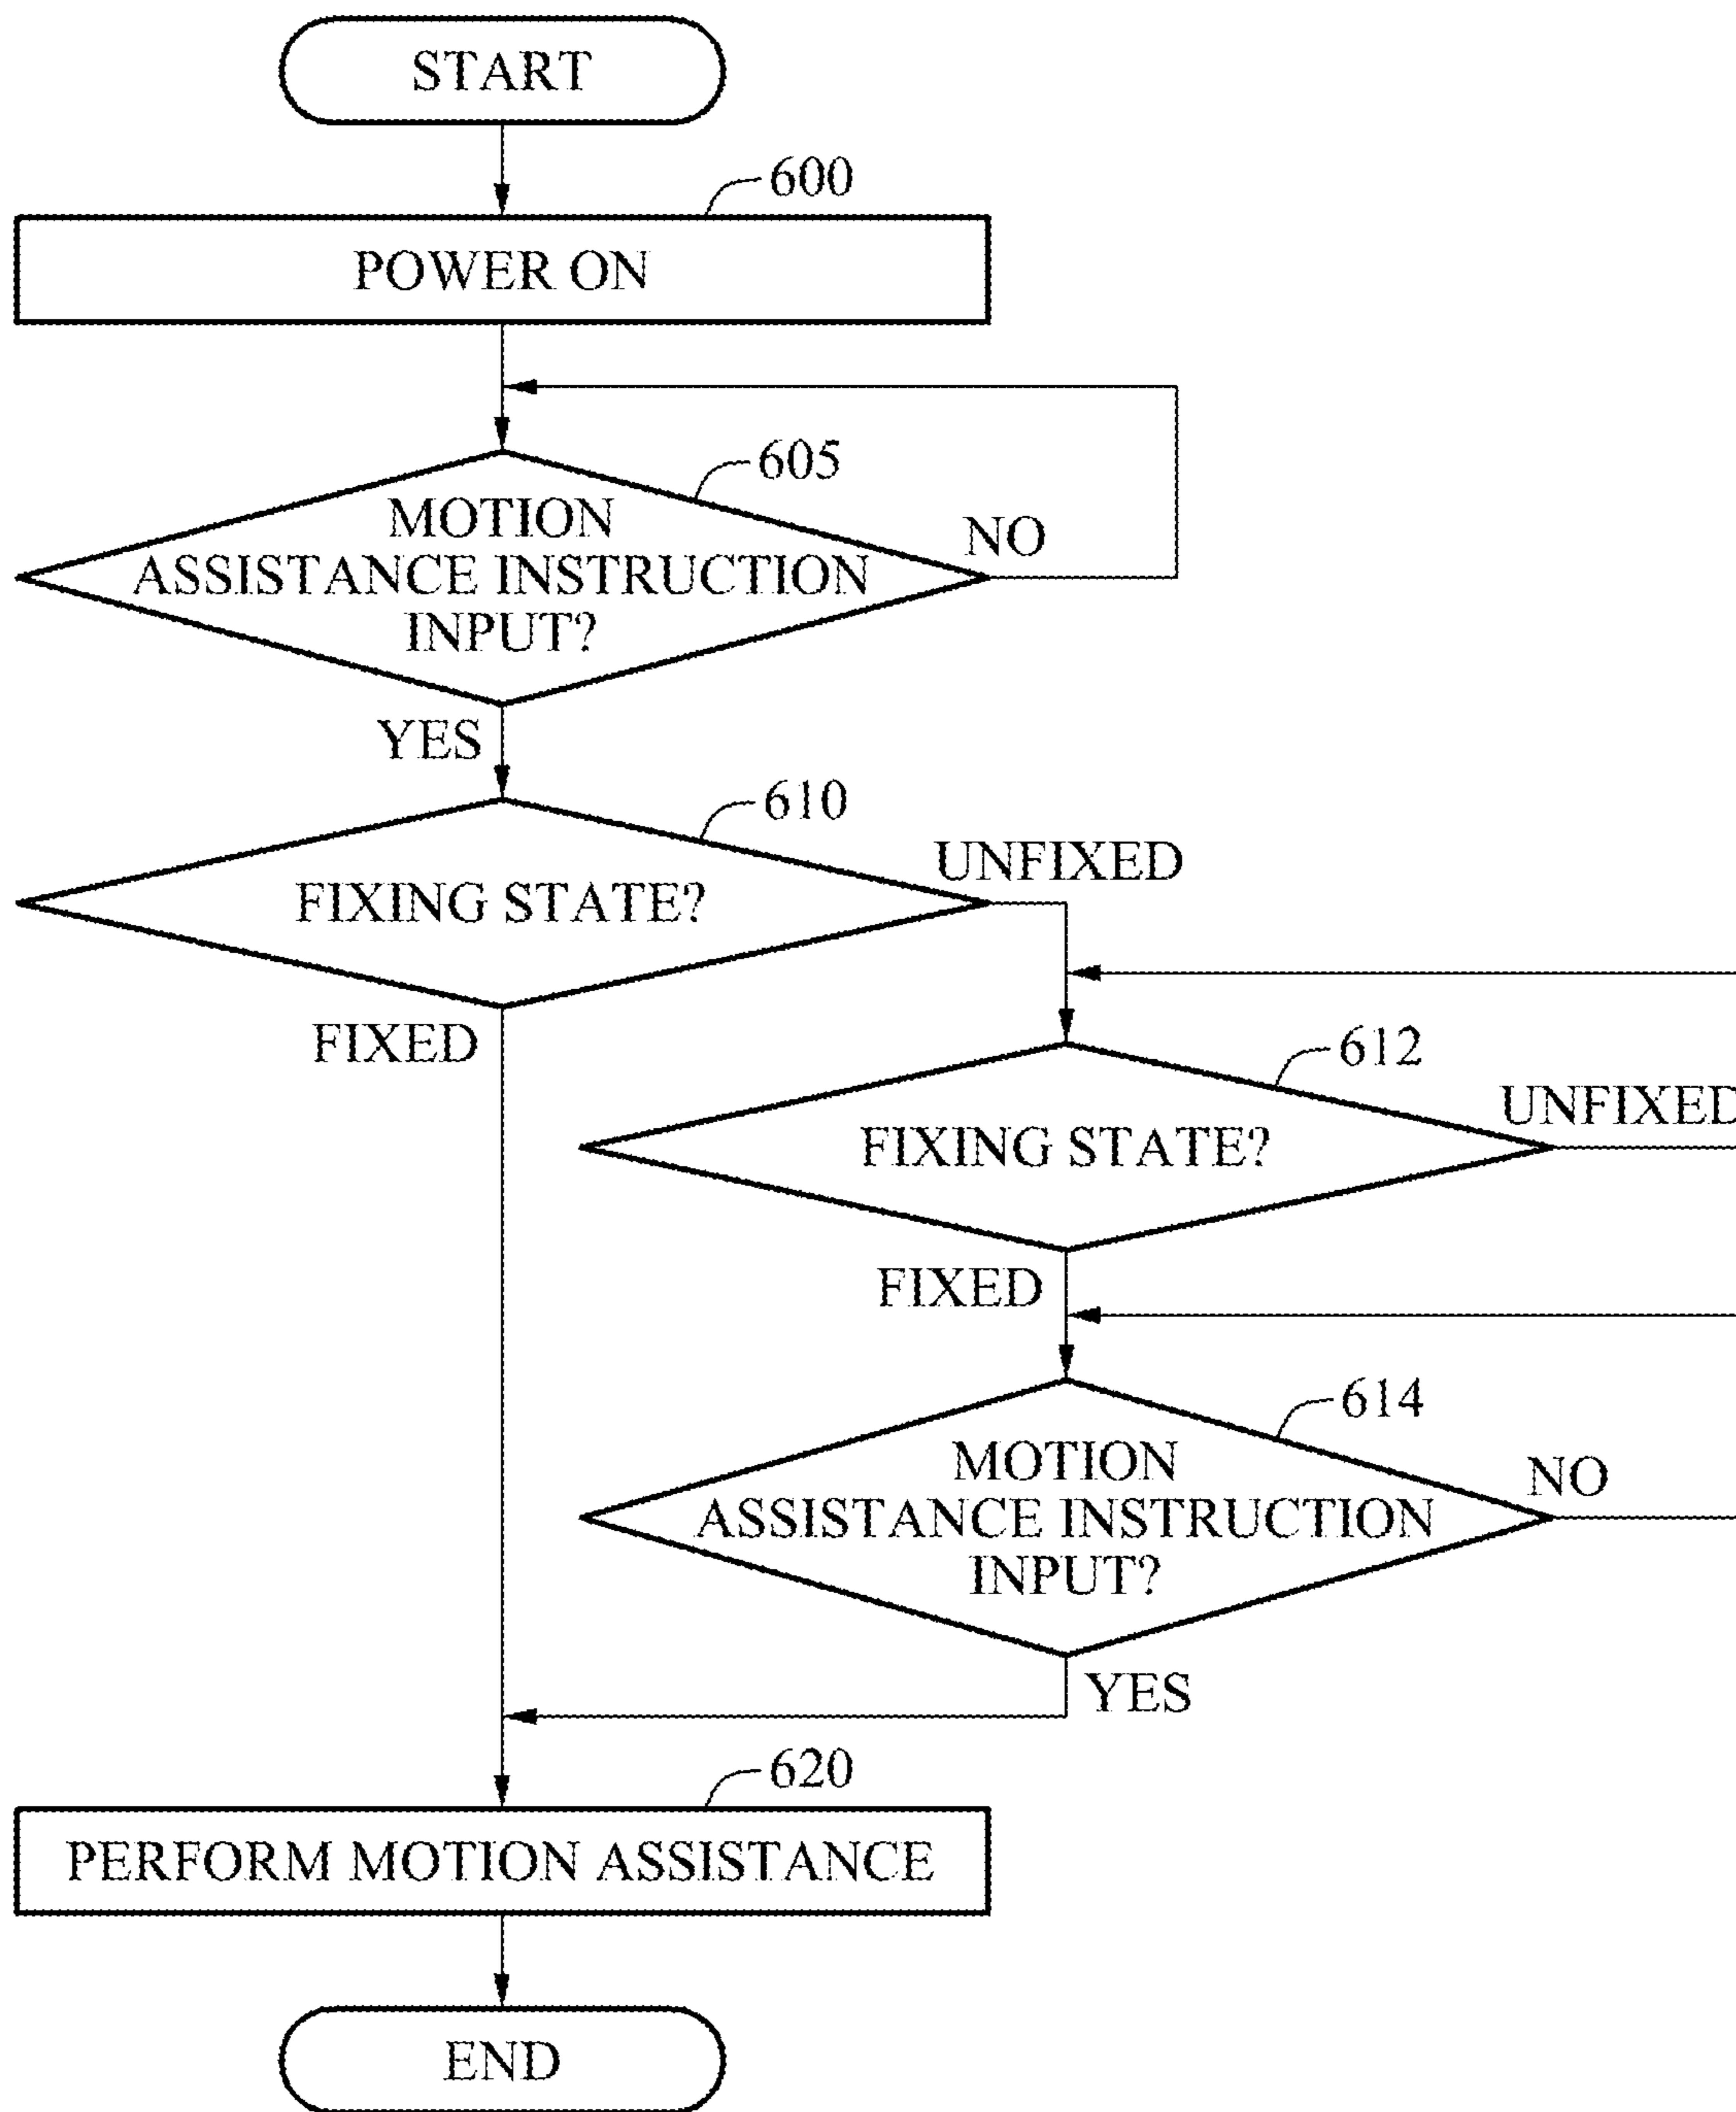 START
600
POWER ON
605
MOTION
ASSISTANCE INSTRUCTION
INPUT?
NO
YES
610
FIXING STATE?
UNFIXED
FIXED
612
FIXING STATE?
UNFIXED
FIXED
614
MOTION
ASSISTANCE INSTRUCTION
INPUT?
NO
YES
620
PERFORM MOTION ASSISTANCE
END